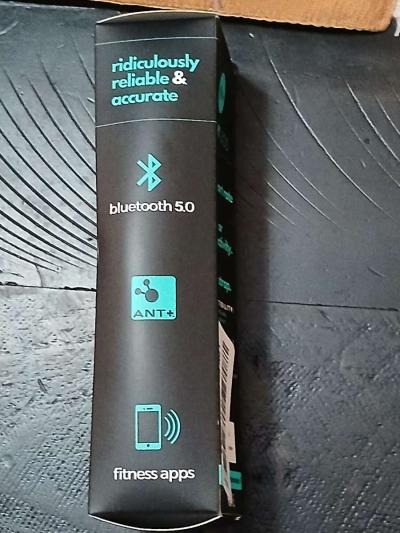 ridiculously
reliable &
accurate
bluetooth 5.0
ANT+
fitness apps